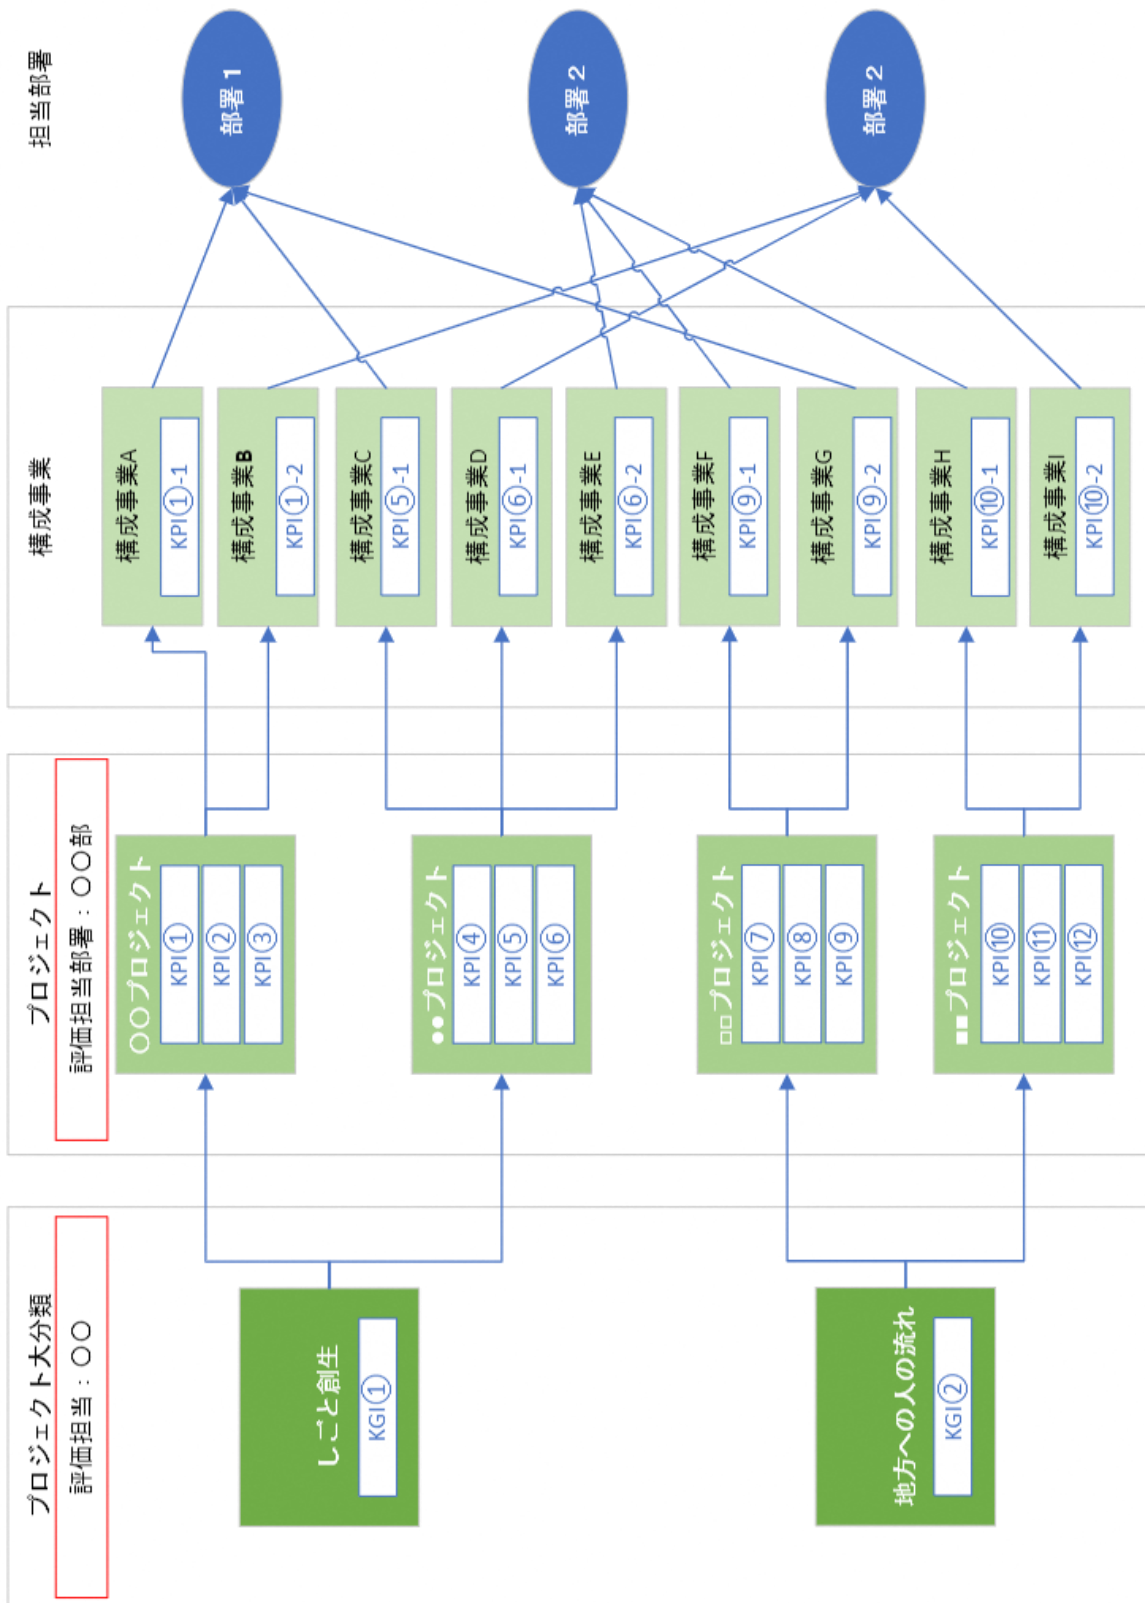 プロジェクト大分類
評価担当：〇〇
しごと創生
KGI①
地方への人の流れ
KGI②
プロジェクト
評価担当部署：〇〇部
〇〇プロジェクト
KPI①
KPI②
KPI③
●●プロジェクト
KPI④
KPI⑤
KPI⑥
□□プロジェクト
KPI⑦
KPI⑧
KPI⑨
■■プロジェクト
KPI⑩
KPI⑪
KPI⑫
構成事業
構成事業A
KPI①-1
構成事業B
KPI①-2
構成事業C
KPI⑤-1
構成事業D
KPI⑥-1
構成事業E
KPI⑥-2
構成事業F
KPI⑨-1
構成事業G
KPI⑨-2
構成事業H
KPI⑩-1
構成事業I
KPI⑩-2
担当部署
部署１
部署２
部署２